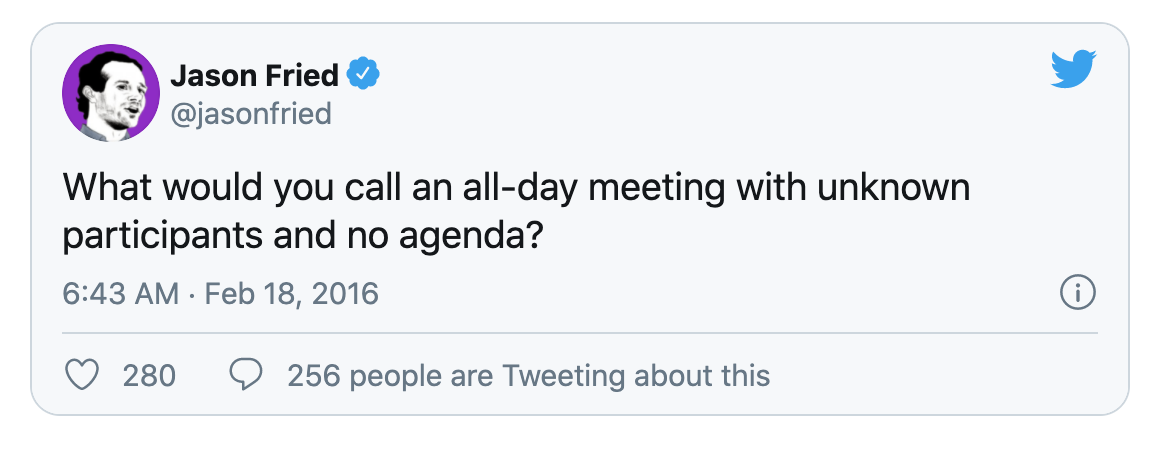 Jason Fried
@jasonfried
What would you call an all-day meeting with unknown
participants and no agenda?
6:43 AM · Feb 18, 2016
280 256 people are Tweeting about this